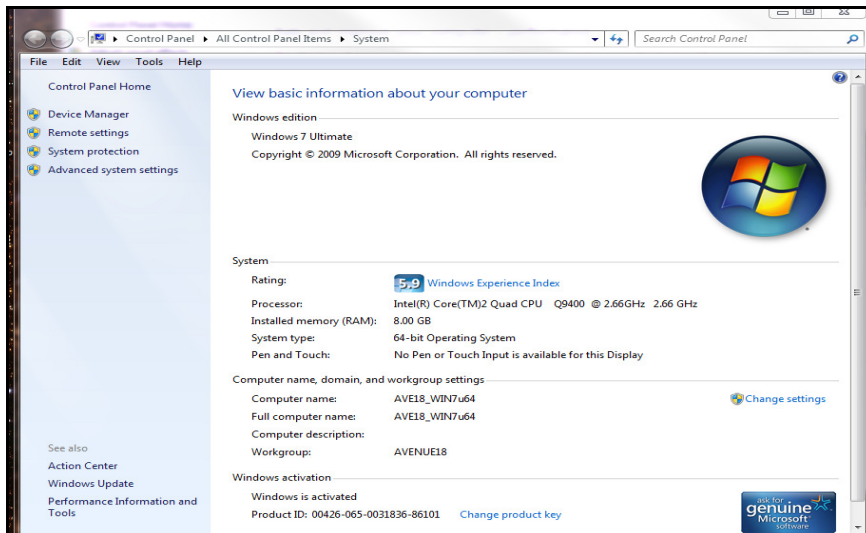 Control Panel ▸ All Control Panel Items ▸ System
Search Control Panel
File Edit View Tools Help
Control Panel Home
Device Manager
Remote settings
System protection
Advanced system settings
See also
Action Center
Windows Update
Performance Information and
Tools
View basic information about your computer
Windows edition
Windows 7 Ultimate
Copyright © 2009 Microsoft Corporation. All rights reserved.
System
Rating: 5,9 Windows Experience Index
Processor: Intel(R) Core(TM)2 Quad CPU Q9400 @ 2.66GHz 2.66 GHz
Installed memory (RAM): 8.00 GB
System type: 64-bit Operating System
Pen and Touch: No Pen or Touch Input is available for this Display
Computer name, domain, and workgroup settings
Computer name: AVE18_WIN7u64
Change settings
Full computer name: AVE18_WIN7u64
Computer description:
Workgroup: AVENUE18
Windows activation
Windows is activated
Product ID: 00426-065-0031836-86101 Change product key
ask for
genuine
Microsoft
software